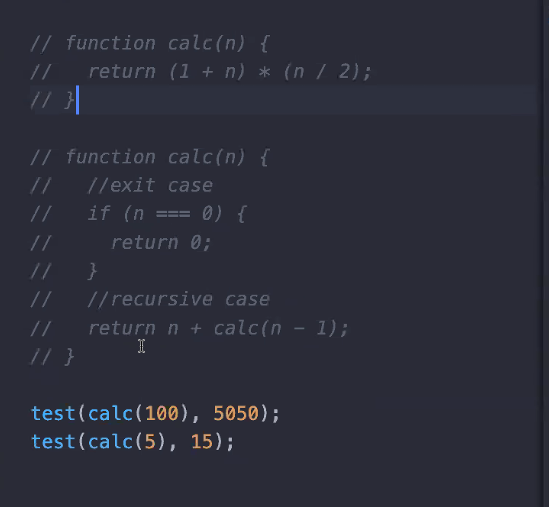 // function calc(n) {
//   return (1 + n) * (n / 2);
// }
// function calc(n) {
//   //exit case
//   if (n === 0) {
//     return 0;
//   }
//   //recursive case
//   return n + calc(n - 1);
// }
test(calc(100), 5050);
test(calc(5), 15);